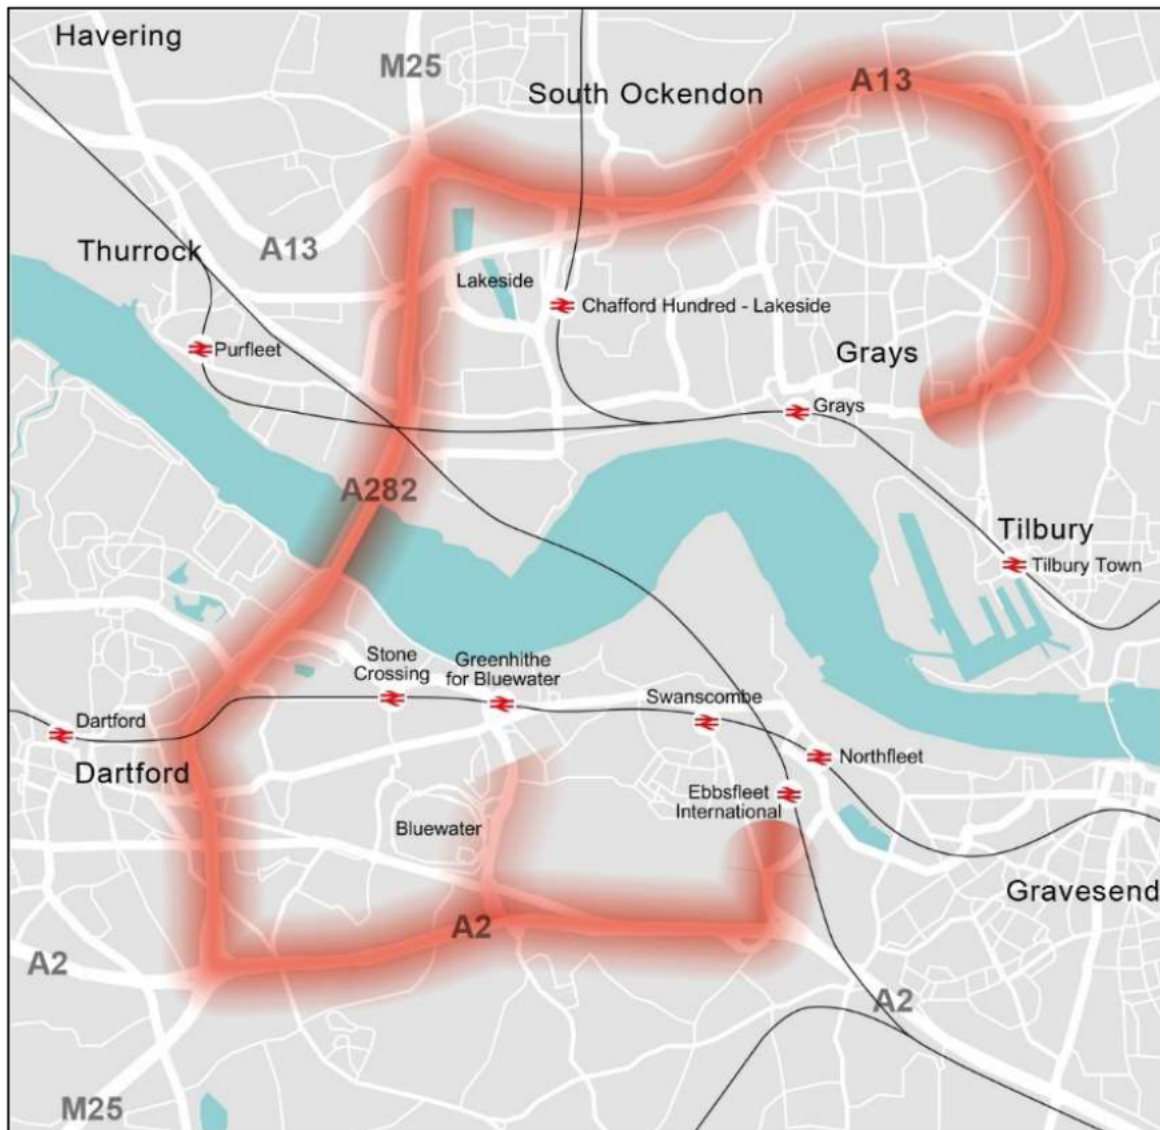 Havering
M25
A13
South Ockendon
Thurrock
A13
Lakeside
Chafford Hundred - Lakeside
Purfleet
Grays
Grays
A282
Tilbury
Tilbury Town
Stone
Crossing
Greenhithe
for Bluewater
Swanscombe
Dartford
Dartford
Northfleet
Ebbsfleet
International
Bluewater
Gravesend
A2
A2
A2
M25